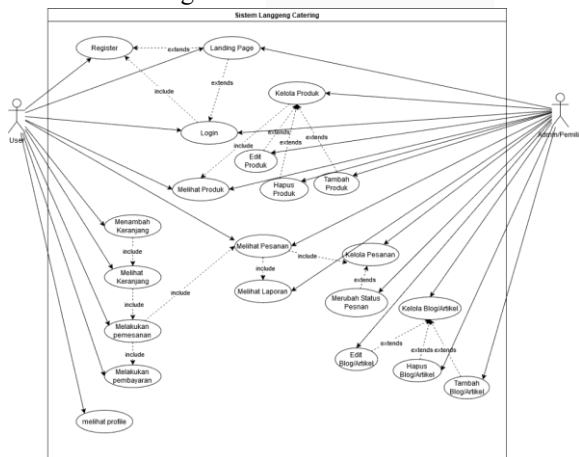 Sistem Langgeng Catering
Register
extends
Landing Page
include
extends
Kelola Produk
Login
extends
extends
include
Edit
Produk
Melihat Produk
Hapus
Produk
Tambah
Produk
User
Admin/Pemilik
Menambah
Keranjang
include
Melihat
Keranjang
include
include
Melakukan
pemesanan
include
Melakukan
pembayaran
melihat profile
Melihat Pesanan
include
include
Melihat Laporan
Kelola Pesanan
extends
Merubah Status
Pesnan
Kelola Blog/Artikel
extends
extends
extends
Edit
Blog/Artikel
Hapus
Blog/Artikel
Tambah
Blog/Artikel